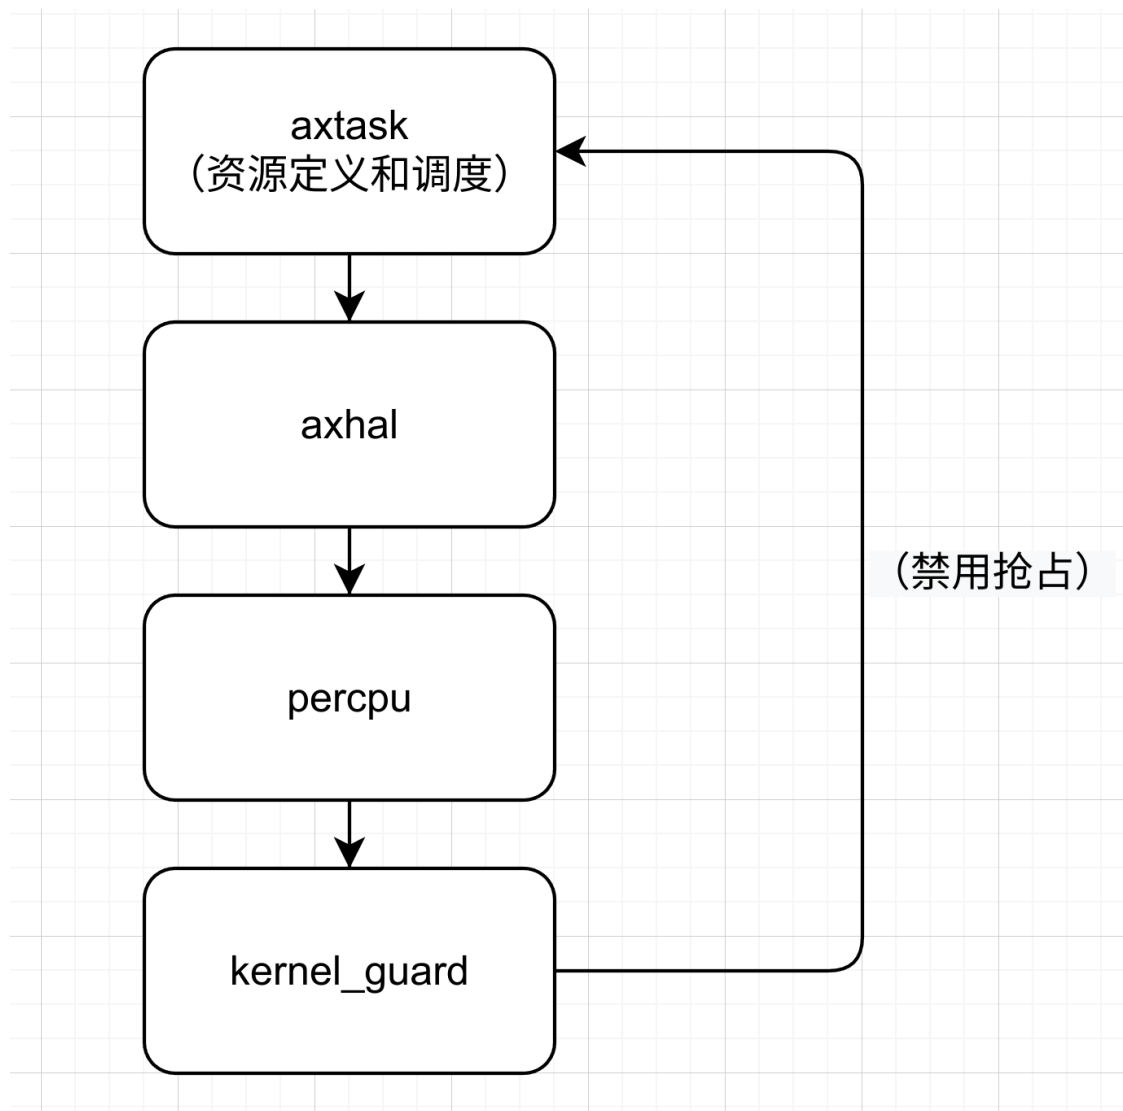 axtask
（资源定义和调度）
axhal
（禁用抢占）
percpu
kernel_guard